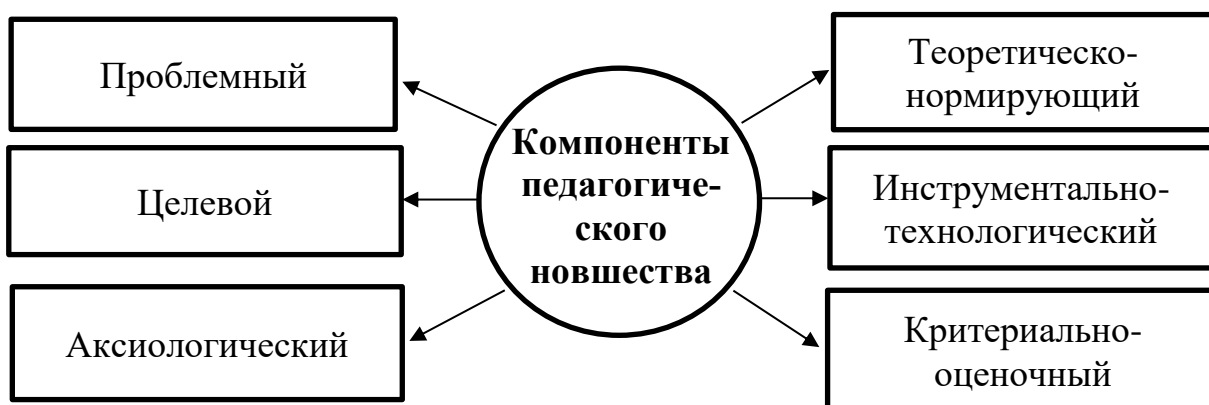 Проблемный
Целевой
Аксиологический
Компоненты
педагогиче-
ского
новшества
Теоретическо-
нормирующий
Инструментально-
технологический
Критериально-
оценочный